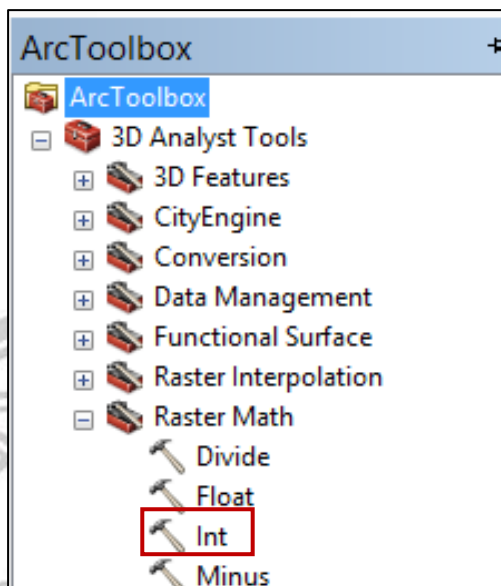 ArcToolbox
ArcToolbox
3D Analyst Tools
3D Features
CityEngine
Conversion
Data Management
Functional Surface
Raster Interpolation
Raster Math
Divide
Float
Int
Minus